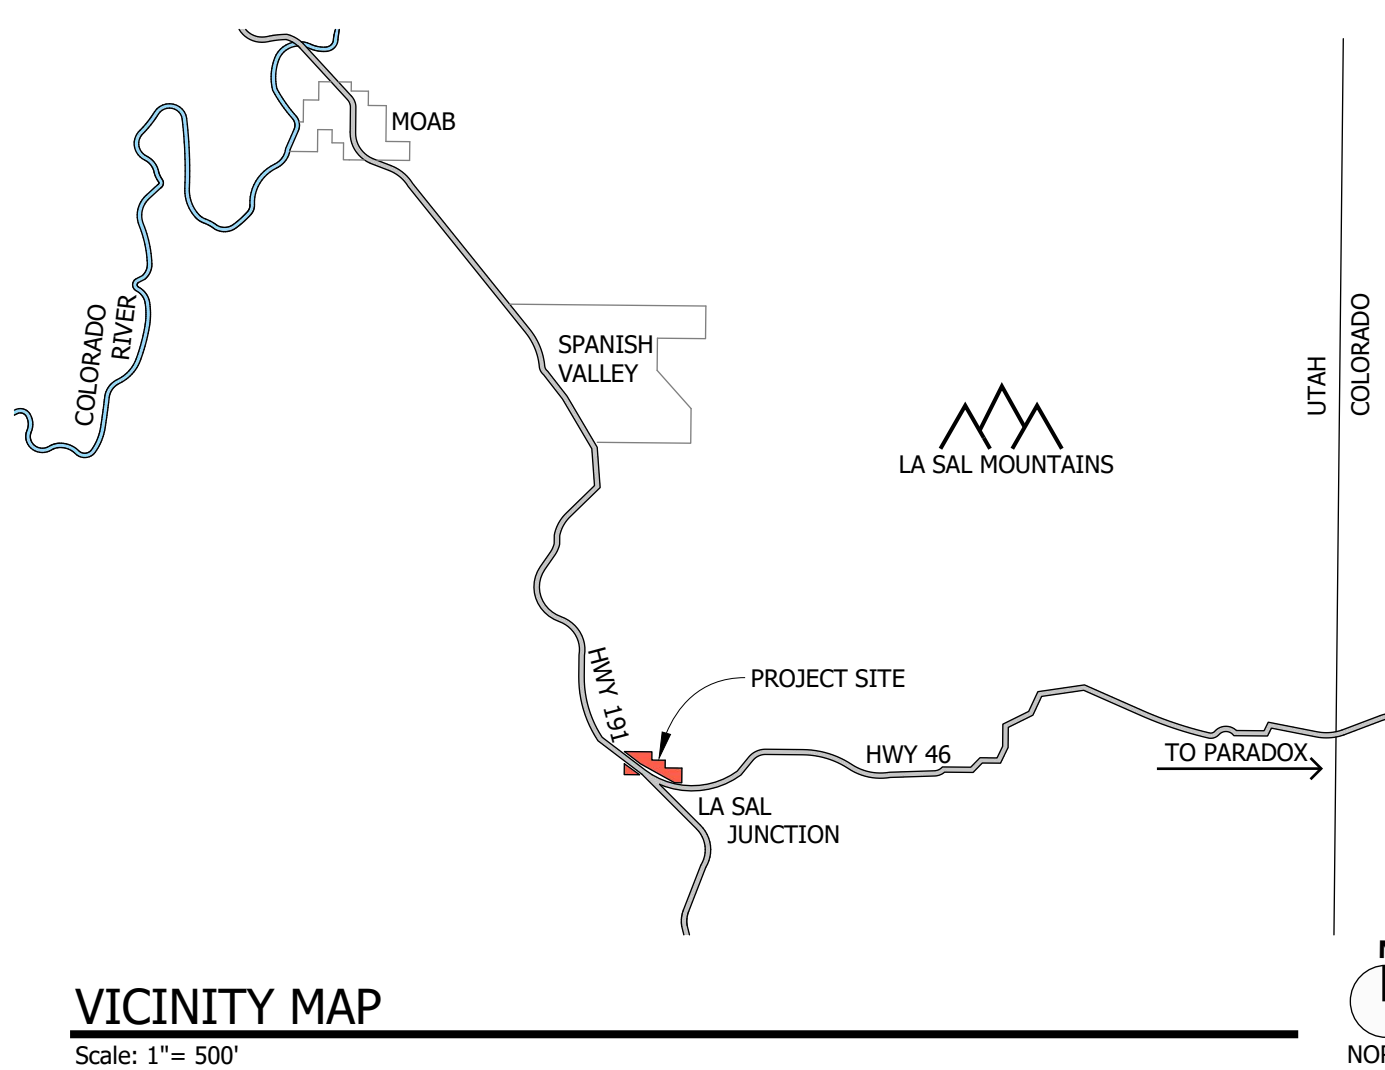 MOAB
COLORADO
RIVER
SPANISH
VALLEY
UTAH
COLORADO
LA SAL MOUNTAINS
HWY 191
PROJECT SITE
HWY 46
TO PARADOX
LA SAL
JUNCTION
VICINITY MAP
Scale: 1"= 500'